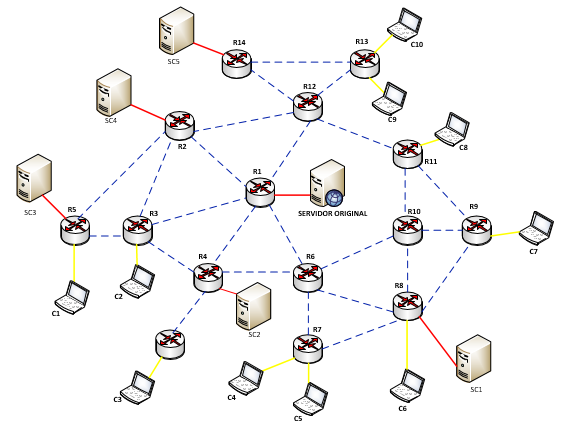 R14
R13
C10
SC5
R12
SC4
C9
C8
R2
R11
R1
SC3
SERVIDOR ORIGINAL
R5
R3
R10
R9
R4
R6
C7
C2
R8
C1
R7
SC2
SC1
C3
C4
C5
C6